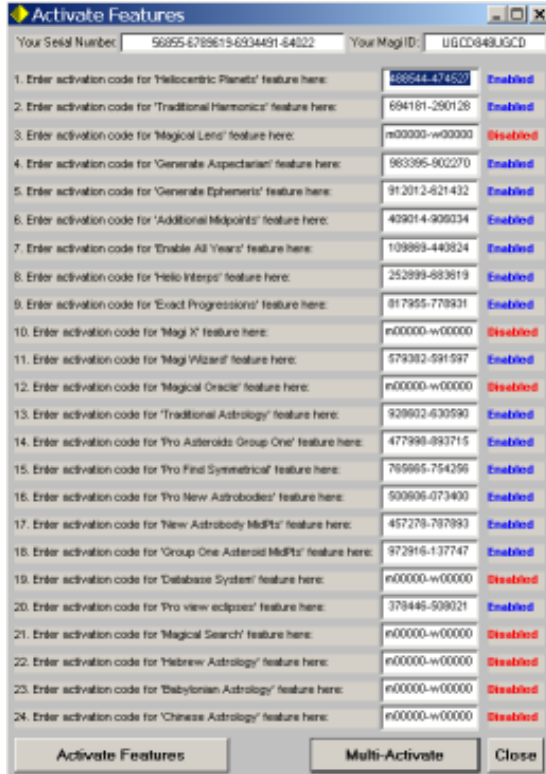 Activate Features
Your Serial Number: 56855-6789619-6934491-64022 Your MagiID: UGCD848UGCD
1. Enter activation code for 'Heliocentric Planets' feature here: 488544-474527 Enabled
2. Enter activation code for 'Traditional Harmonics' feature here: 694181-290128 Enabled
3. Enter activation code for 'Magical Lens' feature here: m00000-w00000 Disabled
4. Enter activation code for 'Generate Aspectarian' feature here: 983395-902270 Enabled
5. Enter activation code for 'Generate Ephemeris' feature here: 912012-621432 Enabled
6. Enter activation code for 'Additional Midpoints' feature here: 409014-906034 Enabled
7. Enter activation code for 'Enable All Years' feature here: 109869-440824 Enabled
8. Enter activation code for 'Helio Interps' feature here: 252899-683619 Enabled
9. Enter activation code for 'Exact Progressions' feature here: 817955-778931 Enabled
10. Enter activation code for 'Magi X' feature here: m00000-w00000 Disabled
11. Enter activation code for 'Magi Wizard' feature here: 579382-591597 Enabled
12. Enter activation code for 'Magical Oracle' feature here: m00000-w00000 Disabled
13. Enter activation code for 'Traditional Astrology' feature here: 928602-630590 Enabled
14. Enter activation code for 'Pro Asteroids Group One' feature here: 477998-893715 Enabled
15. Enter activation code for 'Pro Find Symmetrical' feature here: 765665-754256 Enabled
16. Enter activation code for 'Pro New Astrobodies' feature here: 500606-073400 Enabled
17. Enter activation code for 'New Astrobody MidPts' feature here: 457278-787893 Enabled
18. Enter activation code for 'Group One Asteroid MidPts' feature here: 972916-137747 Enabled
19. Enter activation code for 'Database System' feature here: m00000-w00000 Disabled
20. Enter activation code for 'Pro view eclipses' feature here: 378446-508021 Enabled
21. Enter activation code for 'Magical Search' feature here: m00000-w00000 Disabled
22. Enter activation code for 'Hebrew Astrology' feature here: m00000-w00000 Disabled
23. Enter activation code for 'Babylonian Astrology' feature here: m00000-w00000 Disabled
24. Enter activation code for 'Chinese Astrology' feature here: m00000-w00000 Disabled
Activate Features Multi-Activate Close